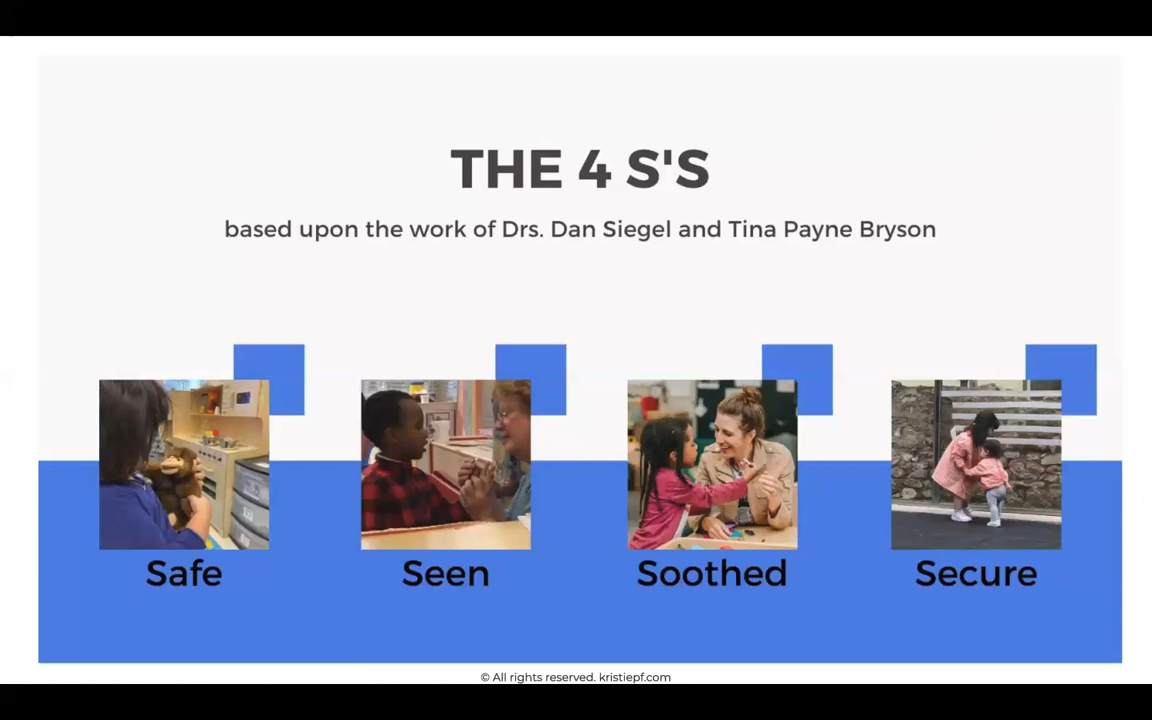 THE 4 S'S
based upon the work of Drs. Dan Siegel and Tina Payne Bryson
Safe
Seen
Soothed
Secure
© All rights reserved. kristiepf.com